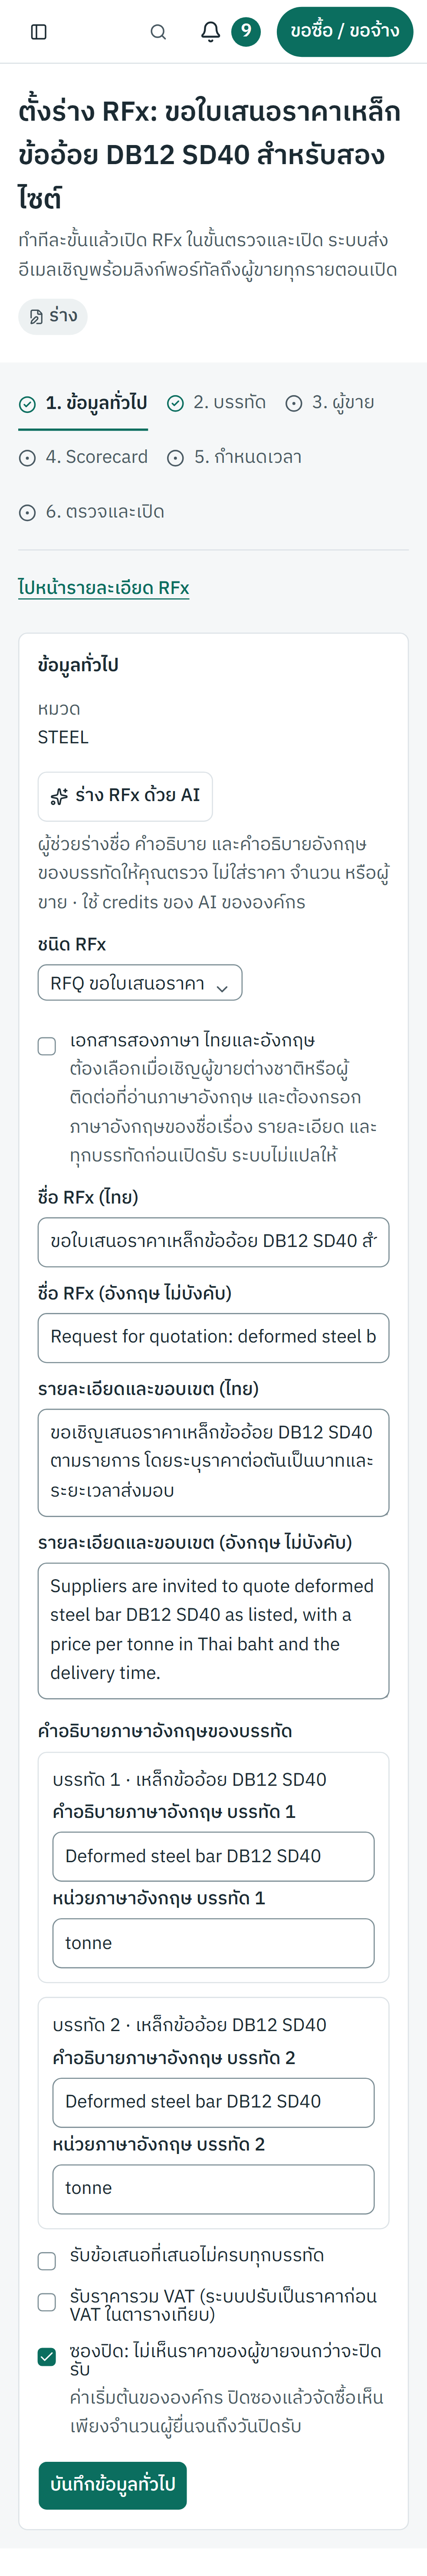 9
ขอซื้อ / ขอจ้าง
ตั้งร่าง RFx: ขอใบเสนอราคาเหล็ก
ข้ออ้อย DB12 SD40 สำหรับสอง
ไซต์
ทำทีละขั้นแล้วเปิด RFx ในขั้นตรวจและเปิด ระบบส่ง
อีเมลเชิญพร้อมลิงก์พอร์ทัลถึงผู้ขายทุกรายตอนเปิด
ร่าง
1. ข้อมูลทั่วไป
2. บรรทัด
3. ผู้ขาย
4. Scorecard
5. กำหนดเวลา
6. ตรวจและเปิด
ไปหน้ารายละเอียด RFx
ข้อมูลทั่วไป
หมวด
STEEL
ร่าง RFx ด้วย AI
ผู้ช่วยร่างชื่อ คำอธิบาย และคำอธิบายอังกฤษ
ของบรรทัดให้คุณตรวจ ไม่ใส่ราคา จำนวน หรือผู้
ขาย · ใช้ credits ของ AI ขององค์กร
ชนิด RFx
RFQ ขอใบเสนอราคา
เอกสารสองภาษา ไทยและอังกฤษ
ต้องเลือกเมื่อเชิญผู้ขายต่างชาติหรือผู้
ติดต่อที่อ่านภาษาอังกฤษ และต้องกรอก
ภาษาอังกฤษของชื่อเรื่อง รายละเอียด และ
ทุกบรรทัดก่อนเปิดรับ ระบบไม่แปลให้
ชื่อ RFx (ไทย)
ขอใบเสนอราคาเหล็กข้ออ้อย DB12 SD40 สำ
ชื่อ RFx (อังกฤษ ไม่บังคับ)
Request for quotation: deformed steel b
รายละเอียดและขอบเขต (ไทย)
ขอเชิญเสนอราคาเหล็กข้ออ้อย DB12 SD40
ตามรายการ โดยระบุราคาต่อตันเป็นบาทและ
ระยะเวลาส่งมอบ
รายละเอียดและขอบเขต (อังกฤษ ไม่บังคับ)
Suppliers are invited to quote deformed
steel bar DB12 SD40 as listed, with a
price per tonne in Thai baht and the
delivery time.
คำอธิบายภาษาอังกฤษของบรรทัด
บรรทัด 1 · เหล็กข้ออ้อย DB12 SD40
คำอธิบายภาษาอังกฤษ บรรทัด 1
Deformed steel bar DB12 SD40
หน่วยภาษาอังกฤษ บรรทัด 1
tonne
บรรทัด 2 · เหล็กข้ออ้อย DB12 SD40
คำอธิบายภาษาอังกฤษ บรรทัด 2
Deformed steel bar DB12 SD40
หน่วยภาษาอังกฤษ บรรทัด 2
tonne
รับข้อเสนอที่เสนอไม่ครบทุกบรรทัด
รับราคารวม VAT (ระบบปรับเป็นราคาก่อน
VAT ในตารางเทียบ)
ซองปิด: ไม่เห็นราคาของผู้ขายจนกว่าจะปิด
รับ
ค่าเริ่มต้นขององค์กร ปิดซองแล้วจัดซื้อเห็น
เพียงจำนวนผู้ยื่นจนถึงวันปิดรับ
บันทึกข้อมูลทั่วไป